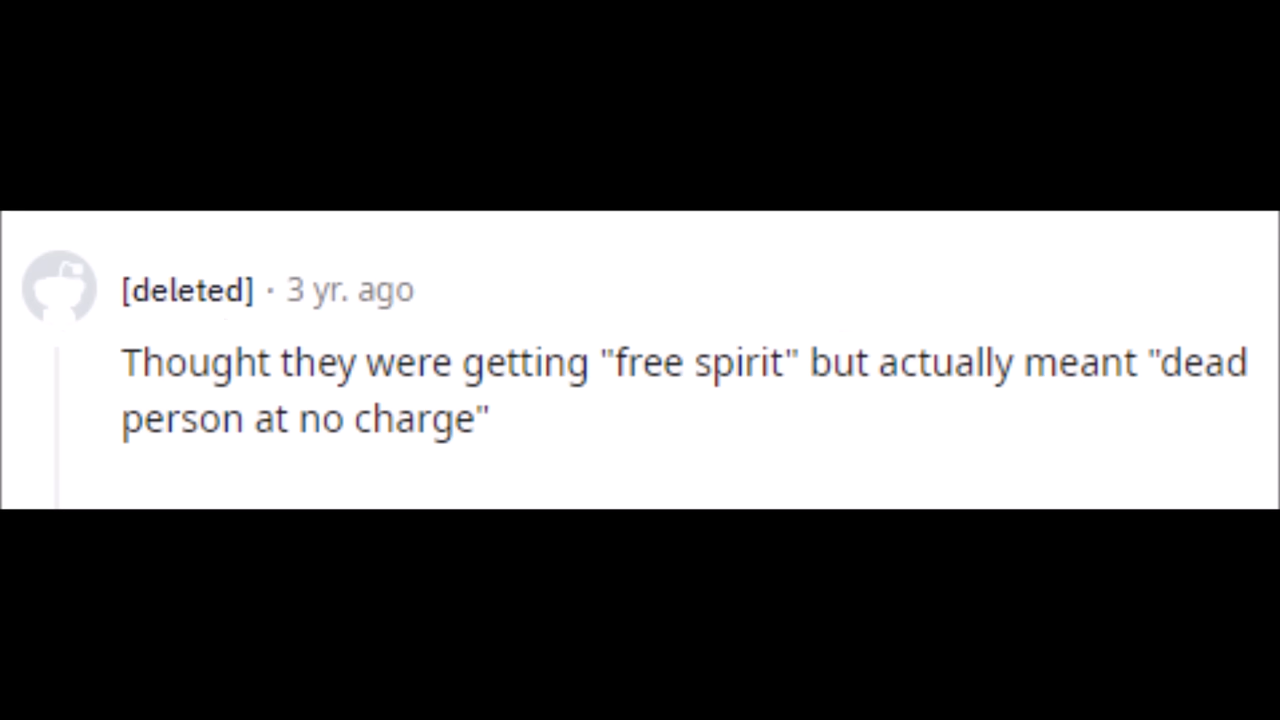 [deleted] · 3 yr. ago
Thought they were getting "free spirit" but actually meant "dead
person at no charge"